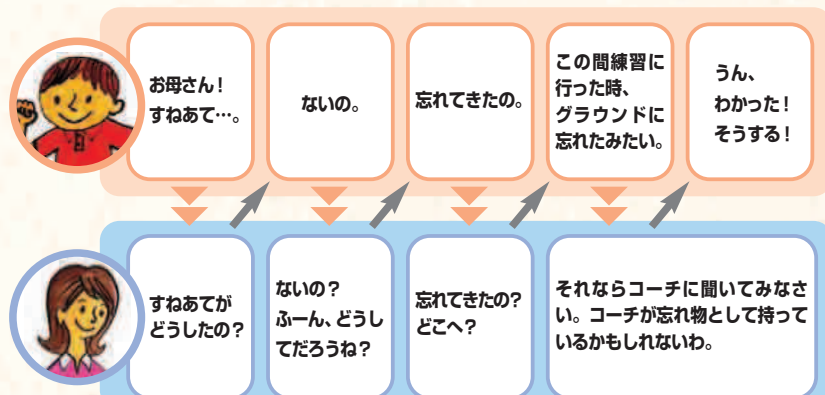 お母さん！
すねあて…。
すねあてが
どうしたの？
ないの。
ないの？
ふーん、どうし
てだろうね？
忘れてきたの。
忘れてきたの？
どこへ？
この間練習に
行った時、
グラウンドに
忘れたみたい。
それならコーチに聞いてみなさ
い。コーチが忘れ物として持って
いるかもしれないわ。
うん、
わかった！
そうする！